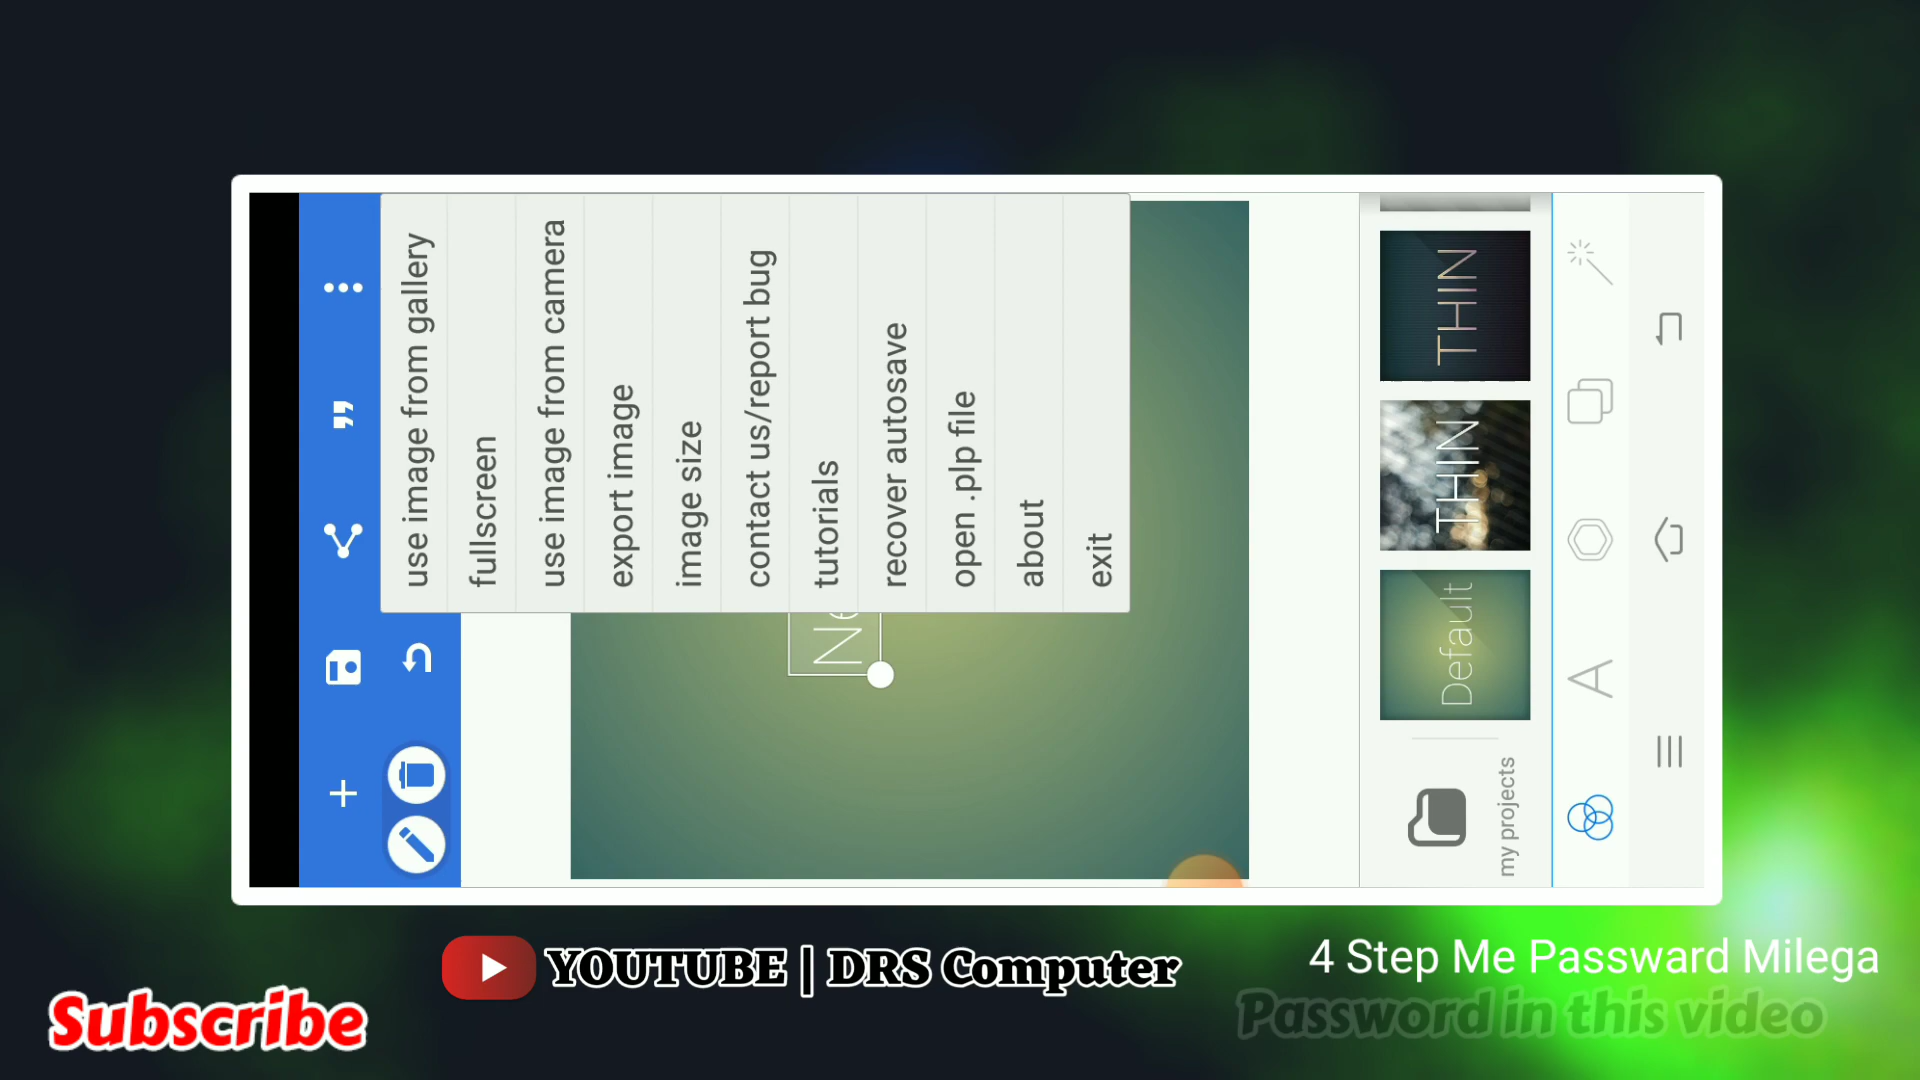 use image from gallery
fullscreen
use image from camera
export image
image size
contact us/report bug
tutorials
recover autosave
open .plp file
about
exit
Ne
THIN
THIN
Default
my projects
YOUTUBE | DRS Computer
4 Step Me Passward Milega
Subscribe
Password in this video